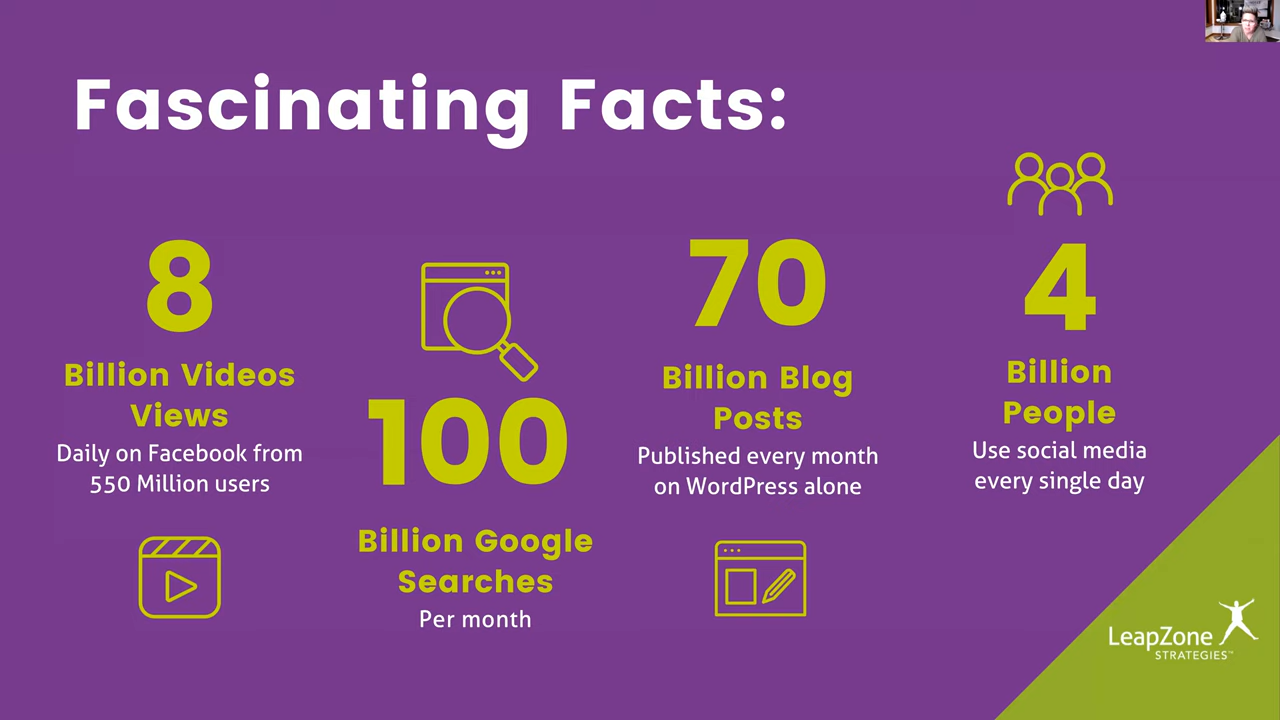 Fascinating Facts:
8
Billion Videos
Views
Daily on Facebook from
550 Million users
100
Billion Google
Searches
Per month
70
Billion Blog
Posts
Published every month
on WordPress alone
4
Billion
People
Use social media
every single day
LeapZone
STRATEGIES™